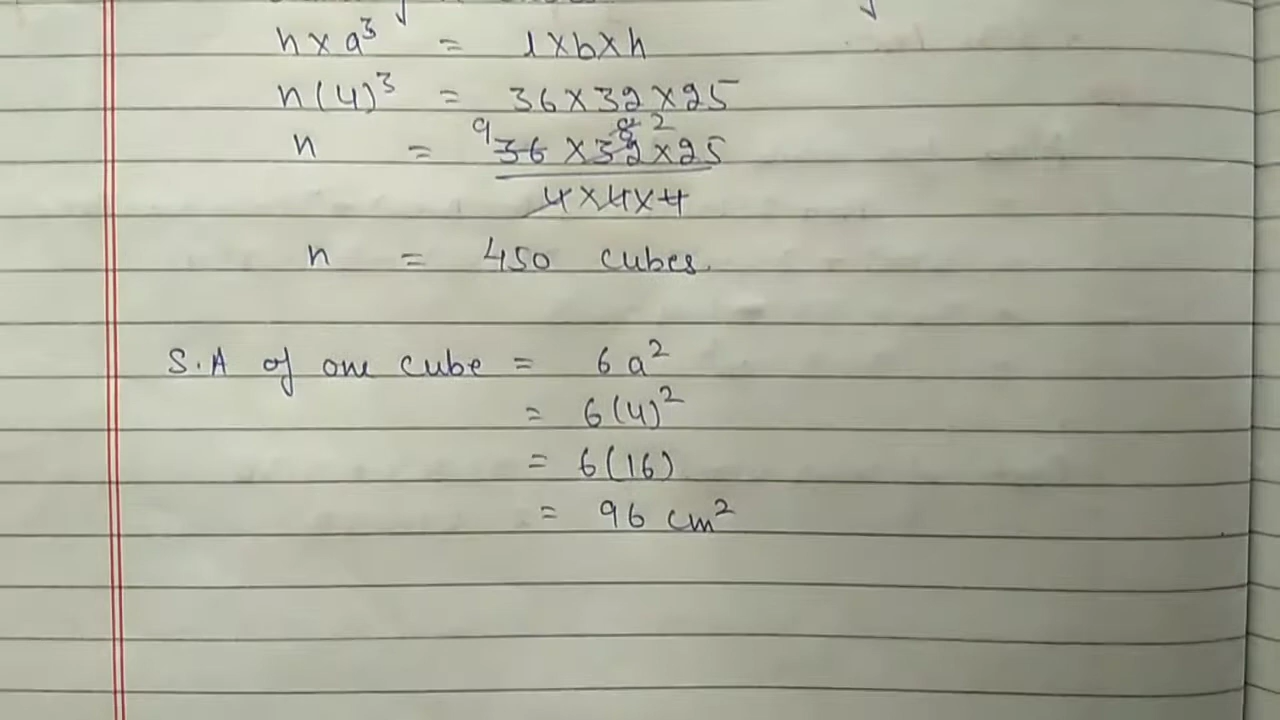 n × a³ = l × b × h
n(4)³ = 36 × 32 × 25
9 8 2
n = 36 × 32 × 25
4 × 4 × 4
n = 450 cubes.
S.A of one cube = 6a²
= 6(4)²
= 6(16)
= 96 cm²